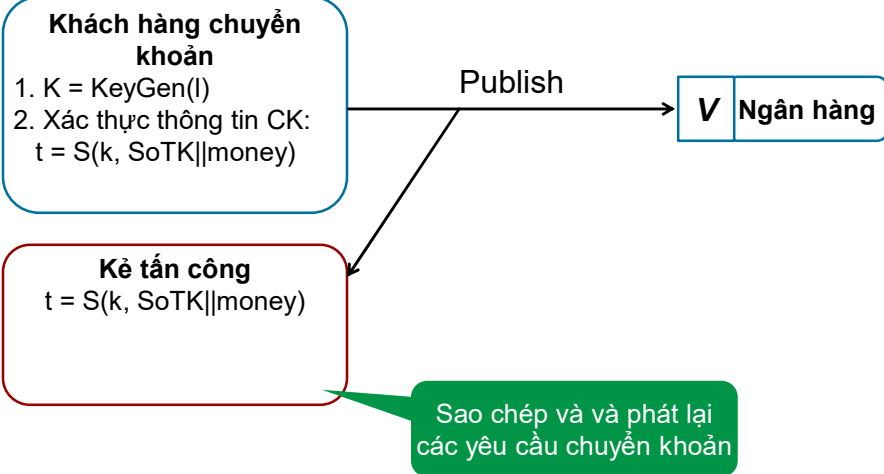 Khách hàng chuyển
khoản
1. K = KeyGen(l)
2. Xác thực thông tin CK:
t = S(k, SoTK||money)
Publish
V Ngân hàng
Kẻ tấn công
t = S(k, SoTK||money)
Sao chép và và phát lại
các yêu cầu chuyển khoản